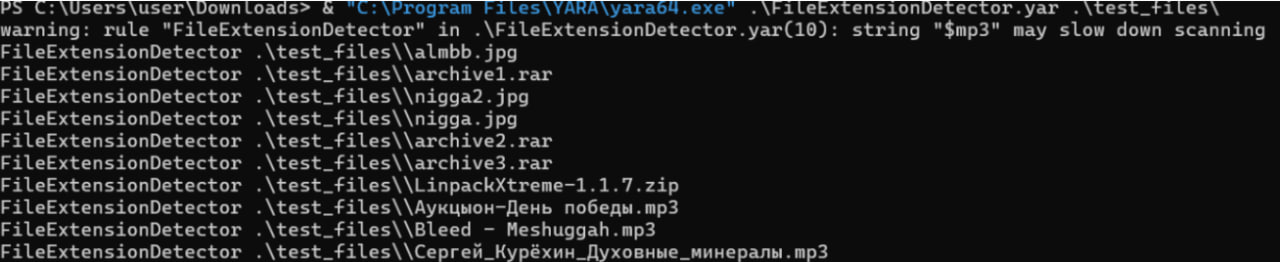 PS C:\Users\user\Downloads> & "C:\Program Files\YARA\yara64.exe" .\FileExtensionDetector.yar .\test_files\
warning: rule "FileExtensionDetector" in .\FileExtensionDetector.yar(10): string "$mp3" may slow down scanning
FileExtensionDetector .\test_files\\almbb.jpg
FileExtensionDetector .\test_files\\archive1.rar
FileExtensionDetector .\test_files\\nigga2.jpg
FileExtensionDetector .\test_files\\nigga.jpg
FileExtensionDetector .\test_files\\archive2.rar
FileExtensionDetector .\test_files\\archive3.rar
FileExtensionDetector .\test_files\\LinpackXtreme-1.1.7.zip
FileExtensionDetector .\test_files\\Аукцыон-День победы.mp3
FileExtensionDetector .\test_files\\Bleed - Meshuggah.mp3
FileExtensionDetector .\test_files\\Сергей_Курёхин_Духовные_минералы.mp3